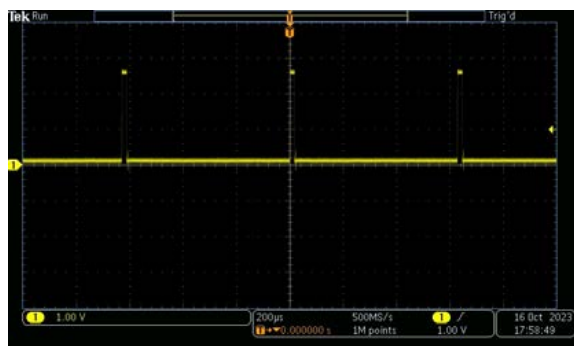 Tek Run Trig'd
T
T
1
1 1.00 V 200µs 500MS/s 1 1.00 V 16 Oct 2023
T→▼0.000000 s 1M points 17:58:49